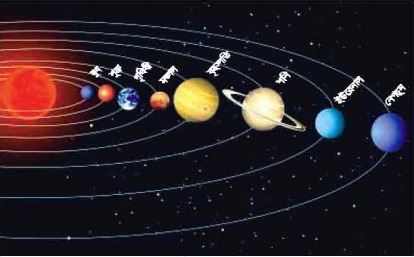 বুধ
শুক্র
পৃথিবী
মঙ্গল
বৃহস্পতি
শনি
ইউরেনাস
নেপচুন